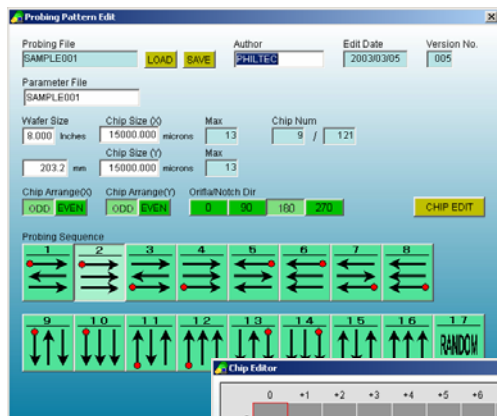 Probing Pattern Edit
Probing File Author Edit Date Version No.
SAMPLE001 LOAD SAVE PHILTEC 2003/03/05 005
Parameter File
SAMPLE001
Wafer Size Chip Size (X) Max Chip Num
8.000 Inches 15000.000 microns 13 9 / 121
Chip Size (Y) Max
203.2 mm 15000.000 microns 13
Chip Arrange(X) Chip Arrange(Y) Orifla/Notch Dir
ODD EVEN ODD EVEN 0 90 180 270 CHIP EDIT
Probing Sequence
1 2 3 4 5 6 7 8
9 10 11 12 13 14 15 16 17
RANDOM
Chip Editor
0 +1 +2 +3 +4 +5 +6